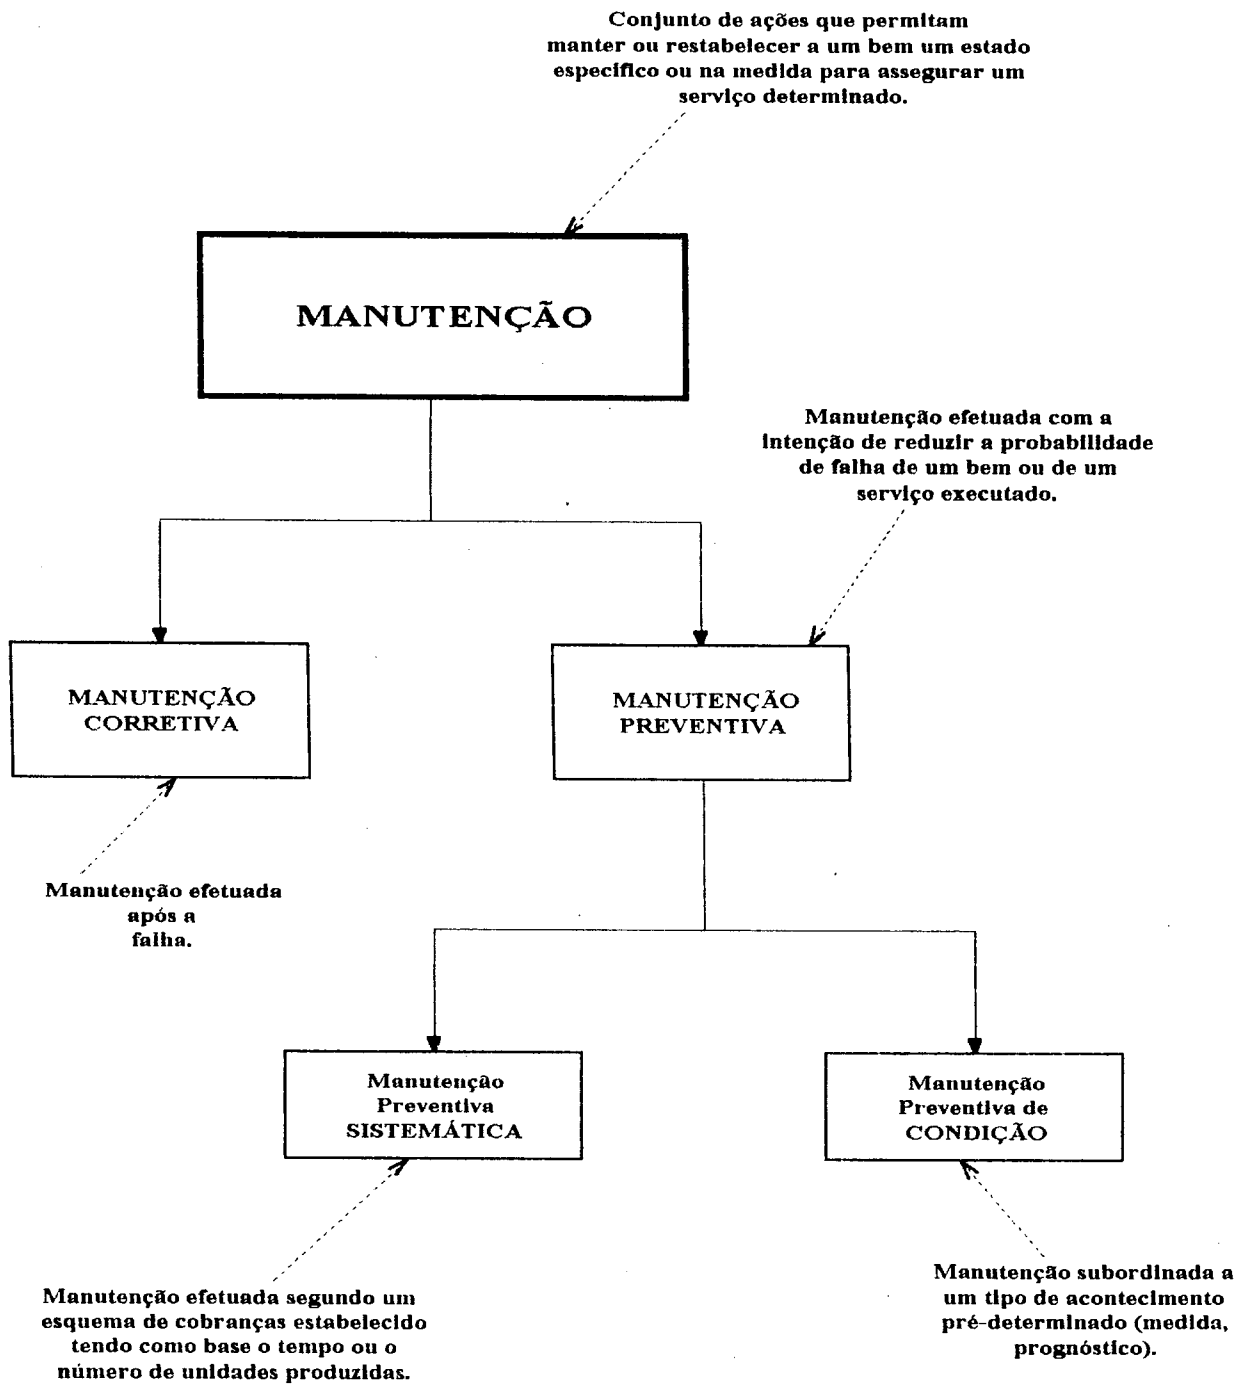 Conjunto de ações que permitam
manter ou restabelecer a um bem um estado
específico ou na medida para assegurar um
serviço determinado.
MANUTENÇÃO
Manutenção efetuada com a
intenção de reduzir a probabilidade
de falha de um bem ou de um
serviço executado.
MANUTENÇÃO
CORRETIVA
MANUTENÇÃO
PREVENTIVA
Manutenção efetuada
após a
falha.
Manutenção
Preventiva
SISTEMÁTICA
Manutenção
Preventiva de
CONDIÇÃO
Manutenção efetuada segundo um
esquema de cobranças estabelecido
tendo como base o tempo ou o
número de unidades produzidas.
Manutenção subordinada a
um tipo de acontecimento
pré-determinado (medida,
prognóstico).